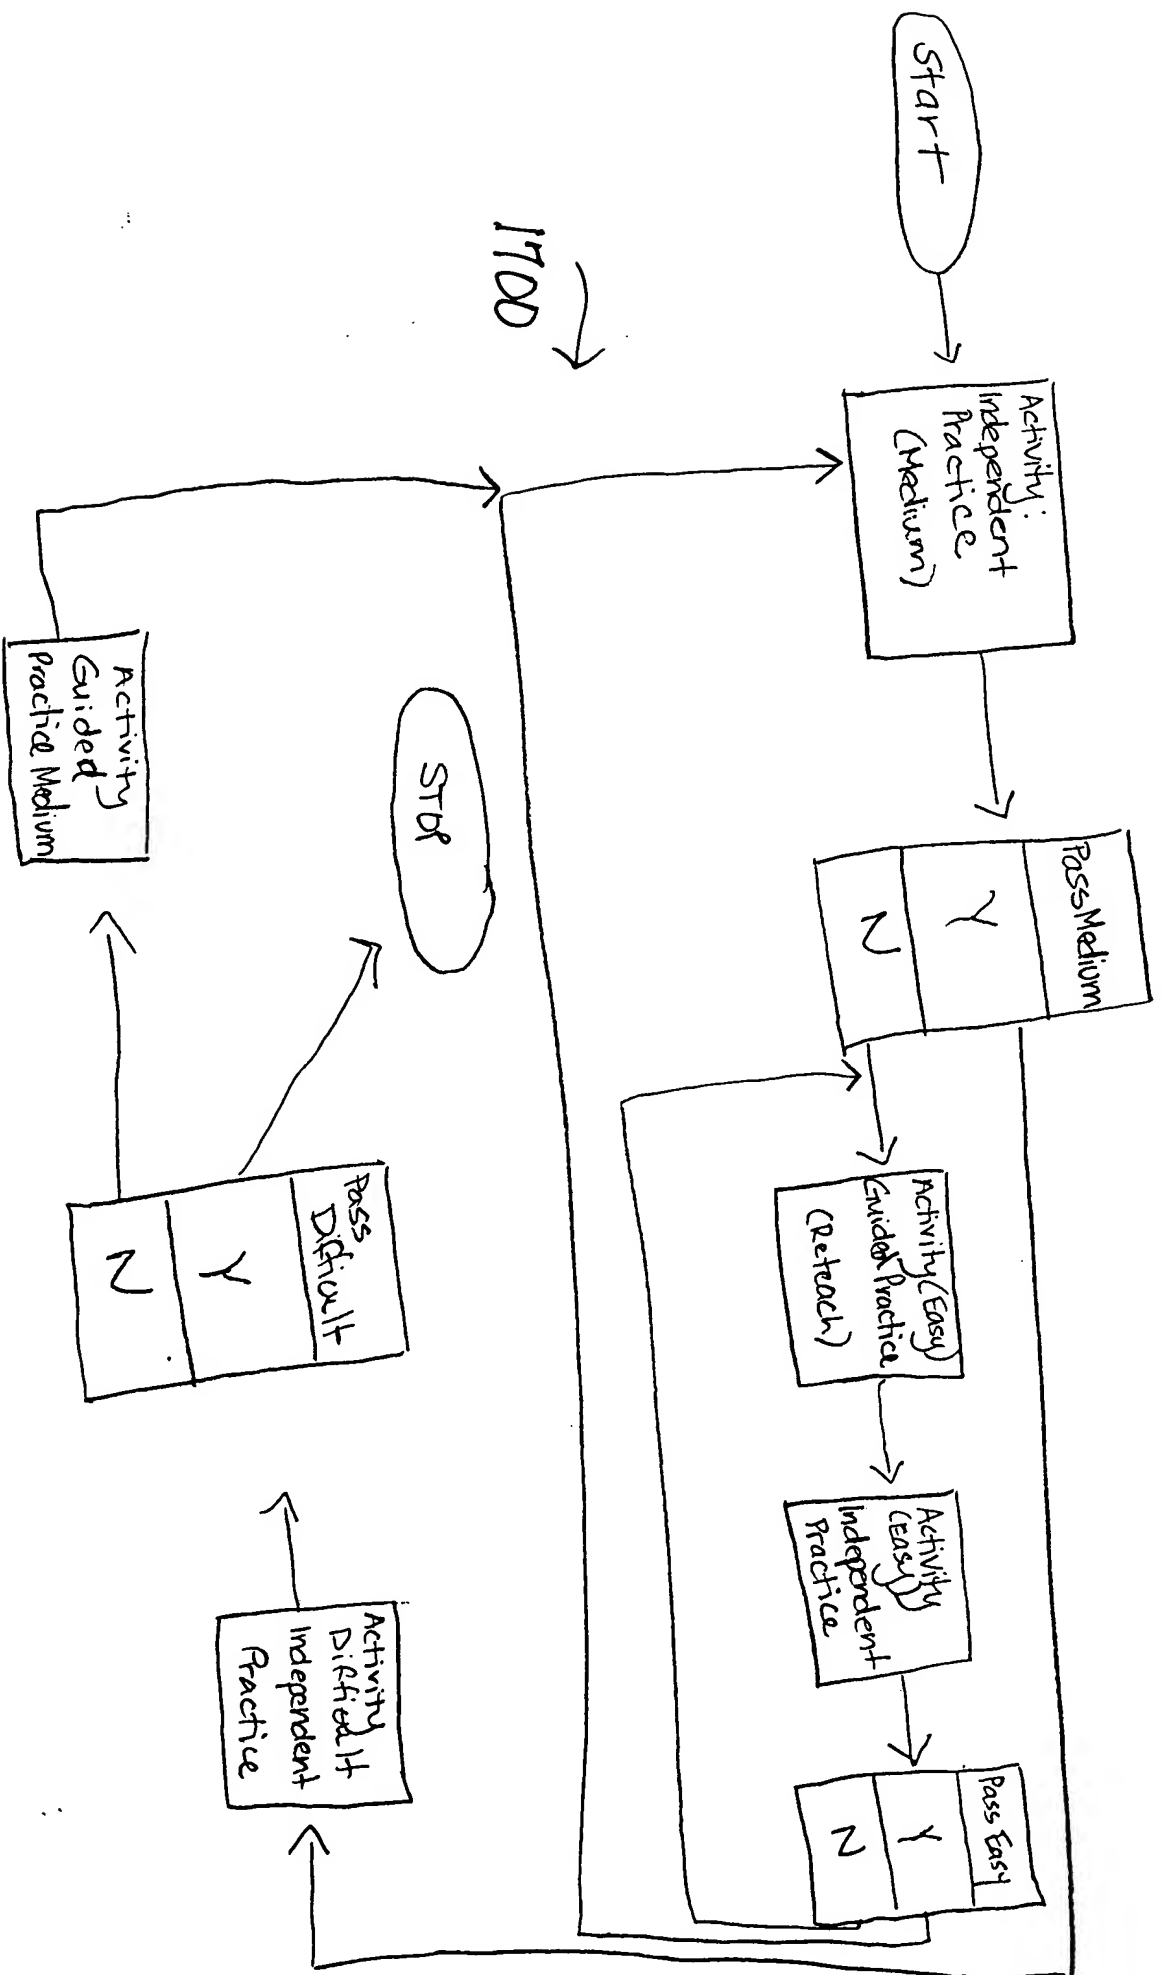 Start
Activity:
Independent
Practice
(Medium)
Pass Medium
Y
N
Activity (Easy)
Guided Practice
(Reteach)
Activity
(Easy)
Independent
Practice
Pass Easy
Y
N
1700
STOP
Activity
Guided
Practice Medium
Pass
Difficult
Y
N
Activity
Difficult
Independent
Practice